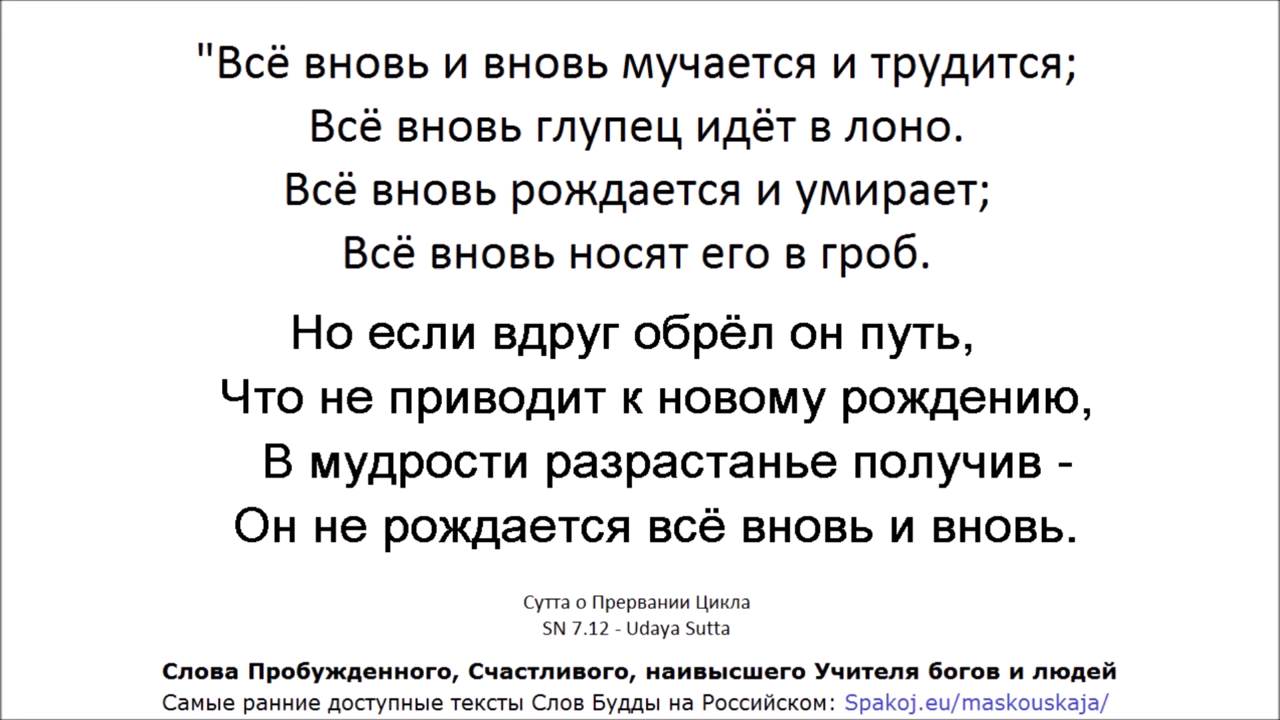 "Всё вновь и вновь мучается и трудится;
Всё вновь глупец идёт в лоно.
Всё вновь рождается и умирает;
Всё вновь носят его в гроб.
Но если вдруг обрёл он путь,
Что не приводит к новому рождению,
В мудрости разрастанье получив -
Он не рождается всё вновь и вновь.
Сутта о Прервании Цикла
SN 7.12 - Udaya Sutta
Слова Пробужденного, Счастливого, наивысшего Учителя богов и людей
Самые ранние доступные тексты Слов Будды на Российском: Spakoj.eu/maskouskaja/